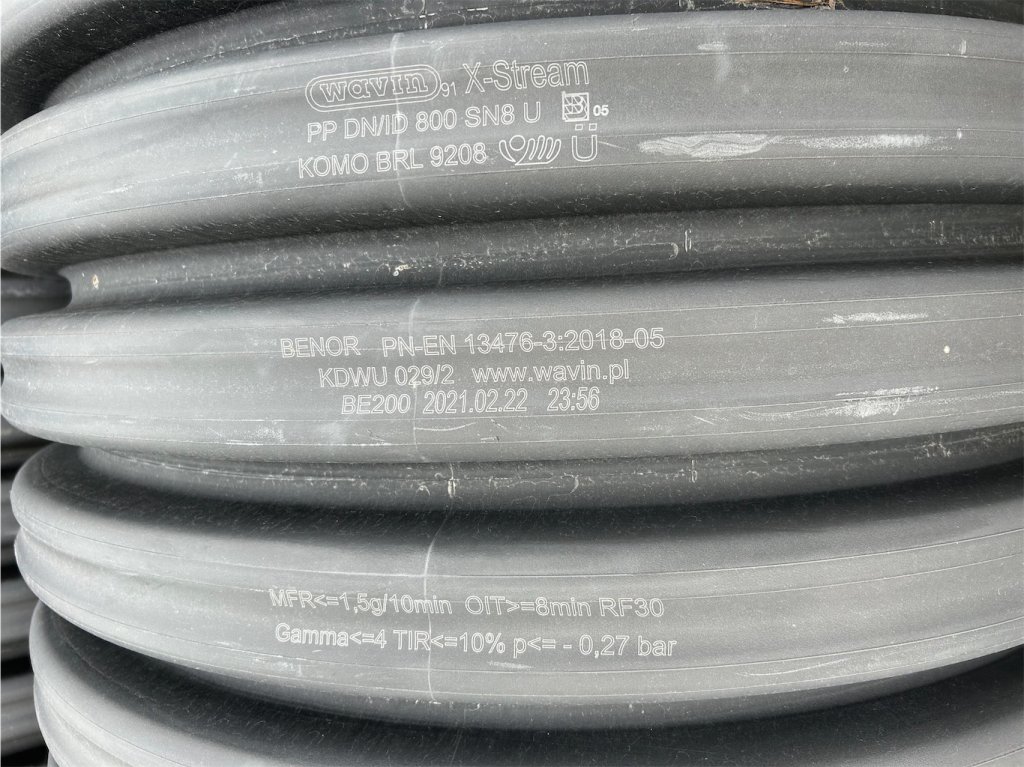 wavin 91 X-Stream
PP DN/ID 800 SN8 U B 05
KOMO BRL 9208 Ü
BENOR PN-EN 13476-3:2018-05
KDWU 029/2 www.wavin.pl
BE200 2021.02.22 23:56
MFR<=1,5g/10min OIT>=8min RF30
Gamma<=4 TIR<=10% p<= - 0,27 bar